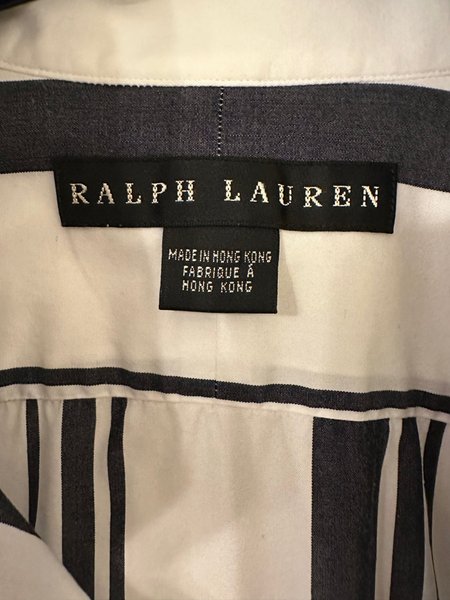 RALPH LAUREN
MADE IN HONG KONG
FABRIQUE À
HONG KONG